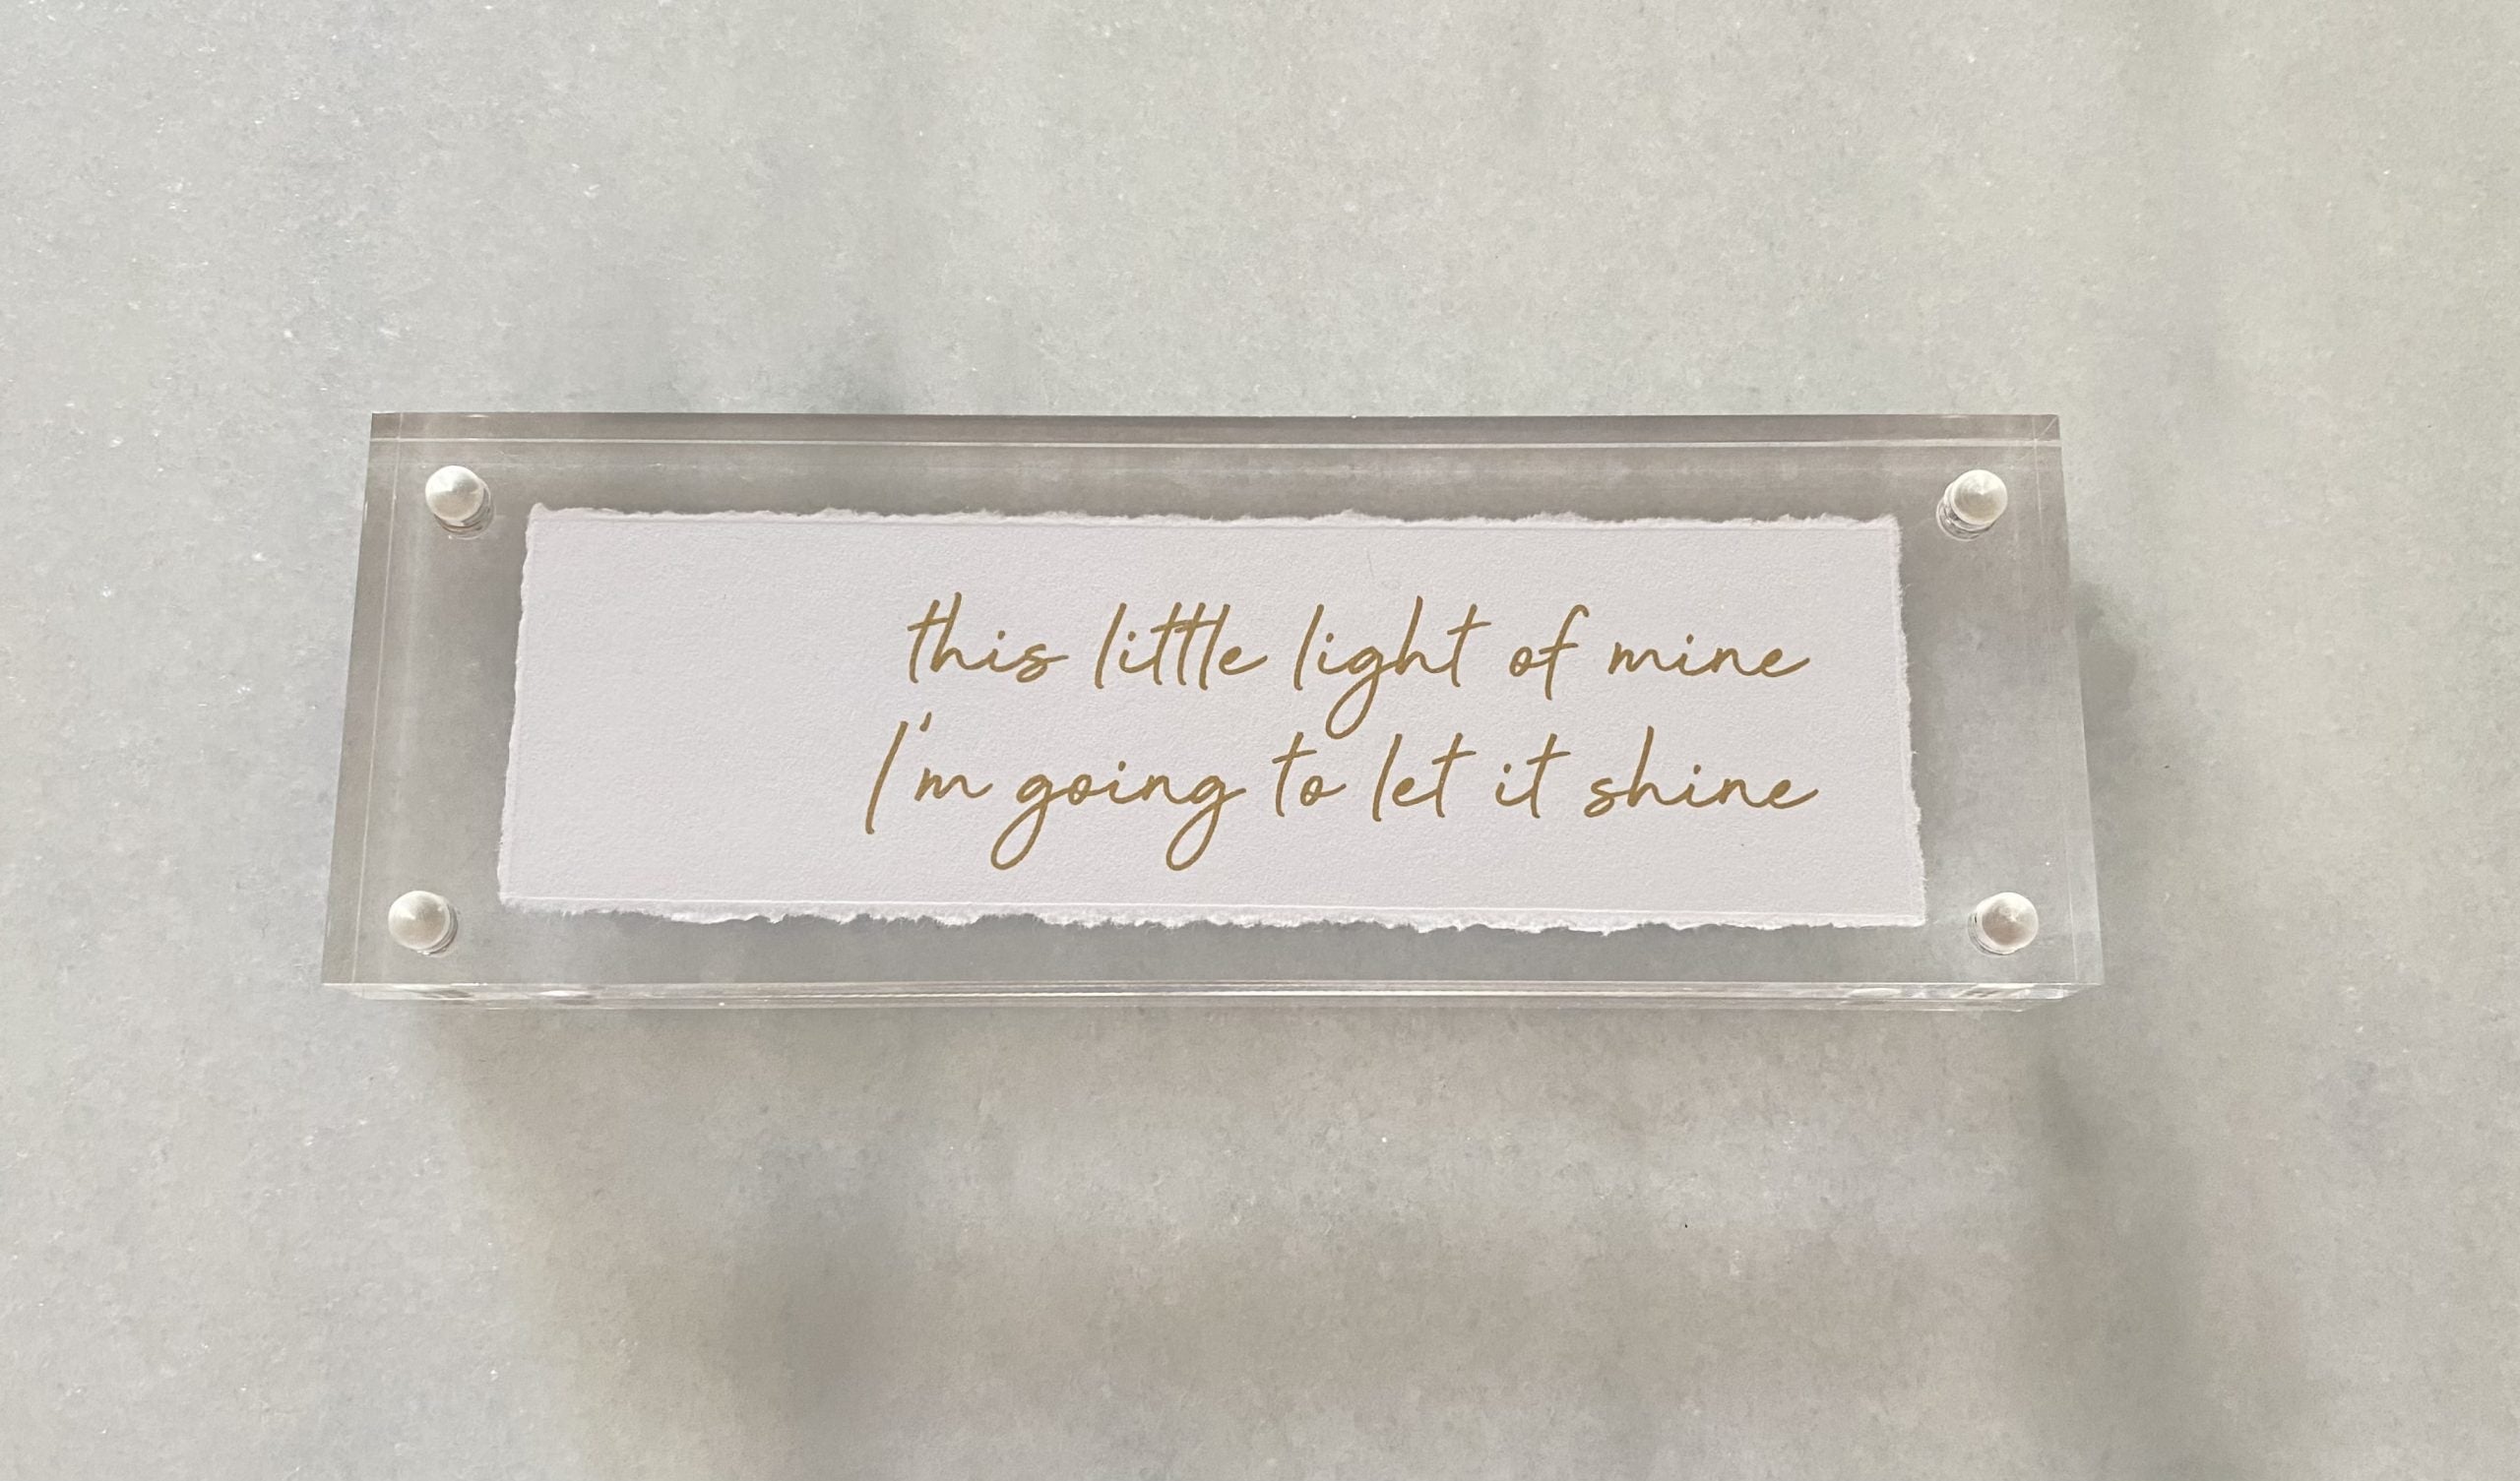 this little light of mine
I'm going to let it shine